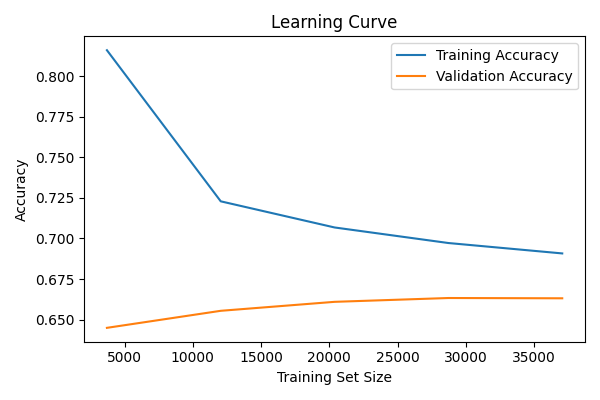 Learning Curve
Training Accuracy
Validation Accuracy
0.800
0.775
0.750
0.725
0.700
0.675
0.650
Accuracy
5000 10000 15000 20000 25000 30000 35000
Training Set Size